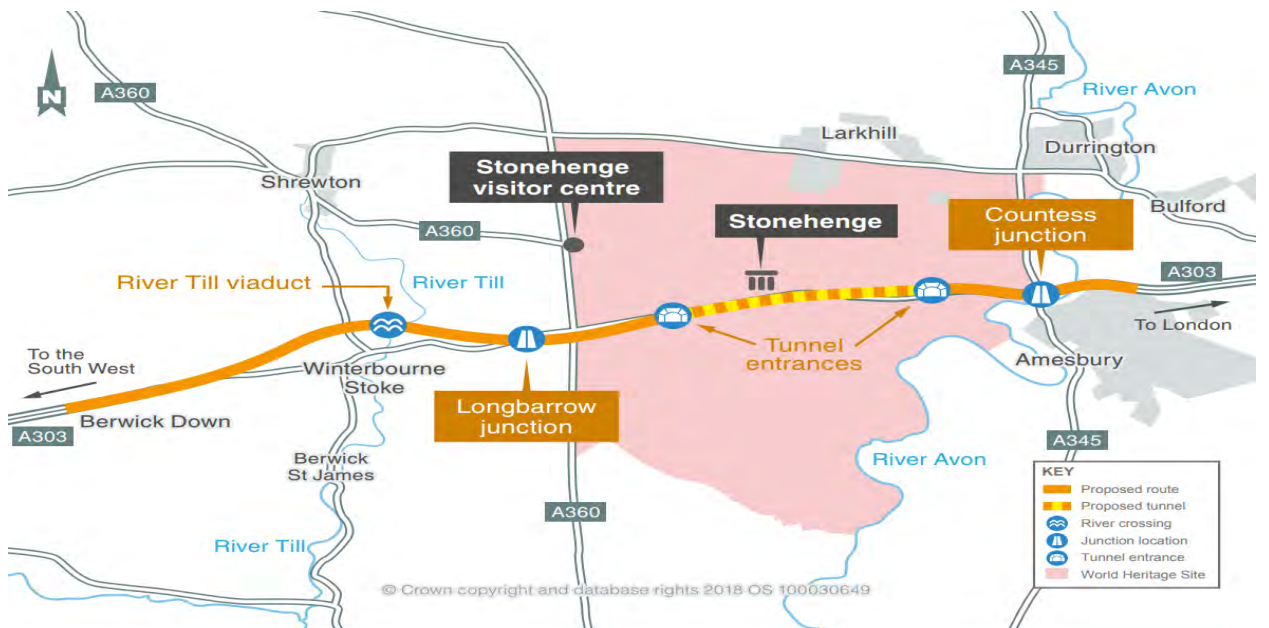 A345
River Avon
A360
N
Larkhill
Durrington
Stonehenge
visitor centre
Shrewton
Bulford
Stonehenge
Countess
junction
A360
River Till viaduct
River Till
A303
To London
Tunnel
entrances
To the
South West
Winterbourne
Stoke
Amesbury
Longbarrow
junction
Berwick Down
A303
A345
Berwick
St James
River Avon
KEY
Proposed route
Proposed tunnel
River crossing
Junction location
Tunnel entrance
World Heritage Site
A360
River Till
© Crown copyright and database rights 2018 OS 100030649